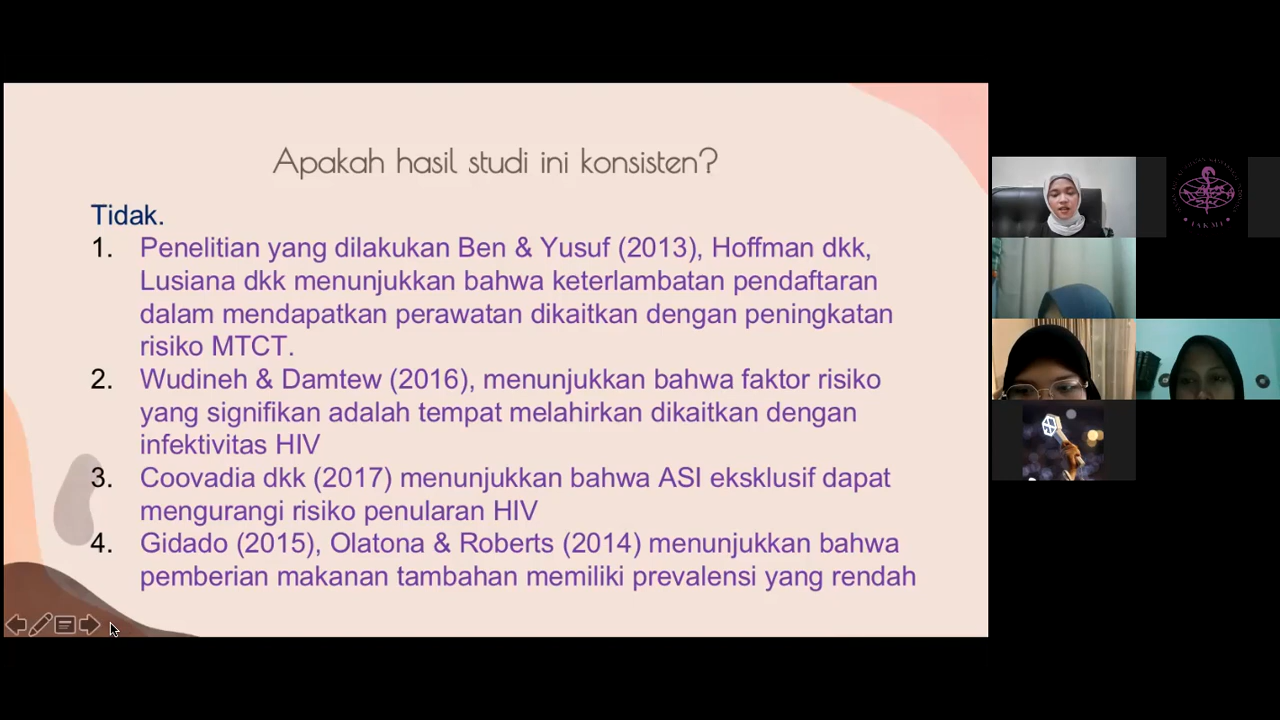 Apakah hasil studi ini konsisten?
Tidak.
1. Penelitian yang dilakukan Ben & Yusuf (2013), Hoffman dkk,
Lusiana dkk menunjukkan bahwa keterlambatan pendaftaran
dalam mendapatkan perawatan dikaitkan dengan peningkatan
risiko MTCT.
2. Wudineh & Damtew (2016), menunjukkan bahwa faktor risiko
yang signifikan adalah tempat melahirkan dikaitkan dengan
infektivitas HIV
3. Coovadia dkk (2017) menunjukkan bahwa ASI eksklusif dapat
mengurangi risiko penularan HIV
4. Gidado (2015), Olatona & Roberts (2014) menunjukkan bahwa
pemberian makanan tambahan memiliki prevalensi yang rendah